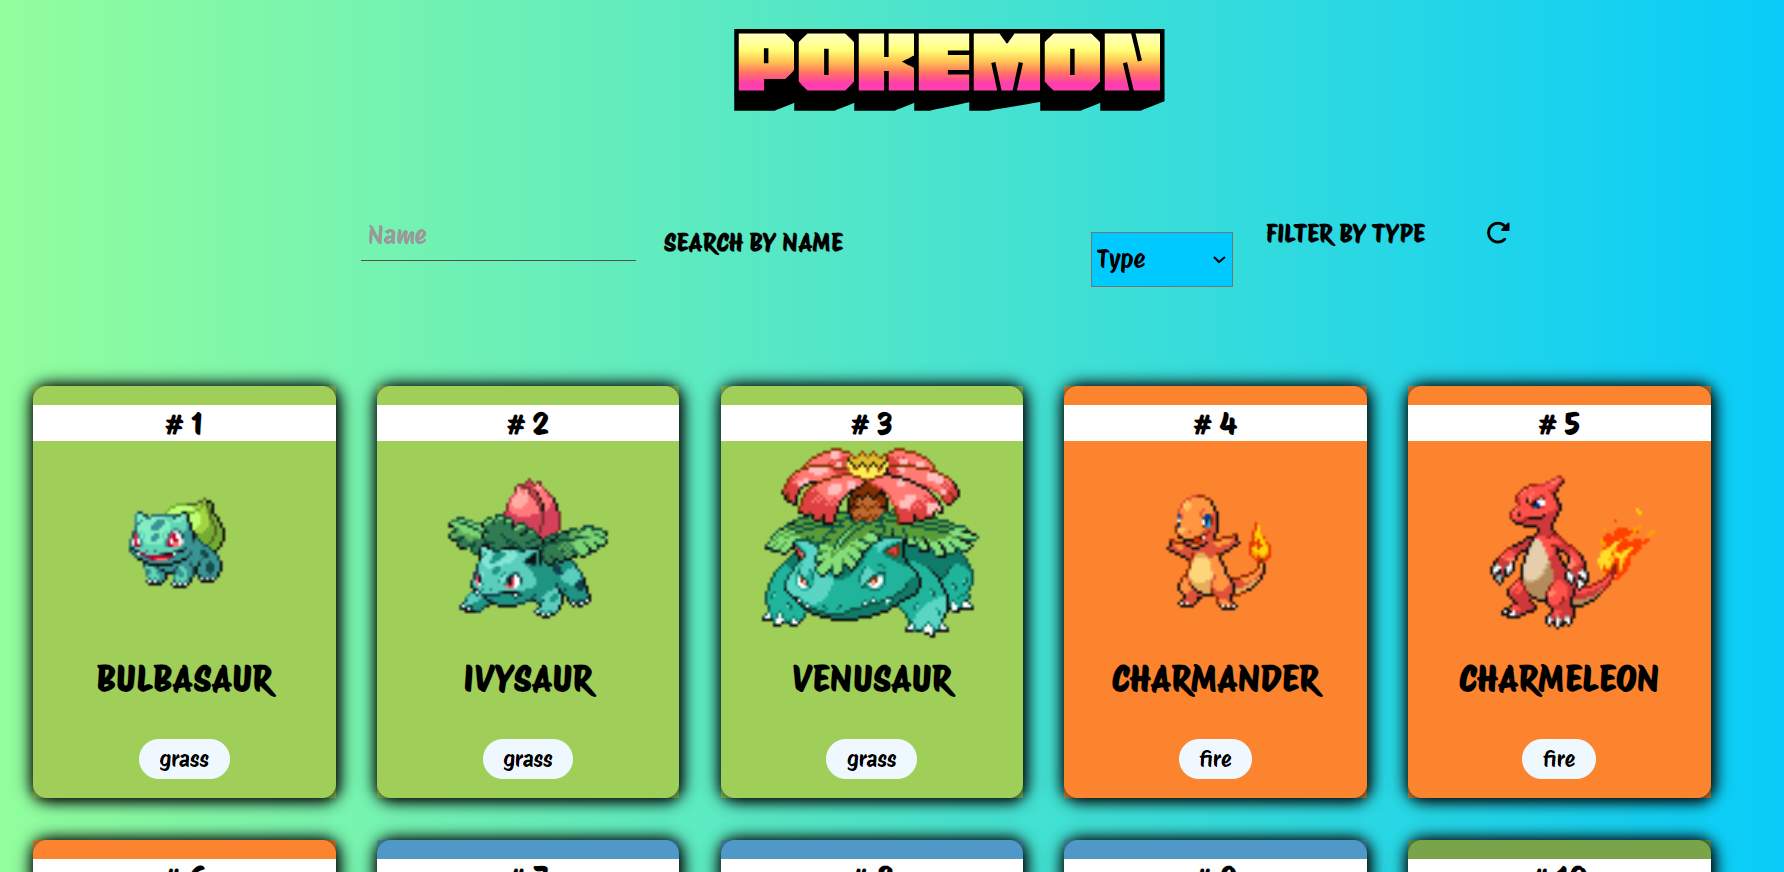 POKEMON
Name
SEARCH BY NAME
Type
FILTER BY TYPE
# 1
# 2
# 3
# 4
# 5
BULBASAUR
IVYSAUR
VENUSAUR
CHARMANDER
CHARMELEON
grass
grass
grass
fire
fire